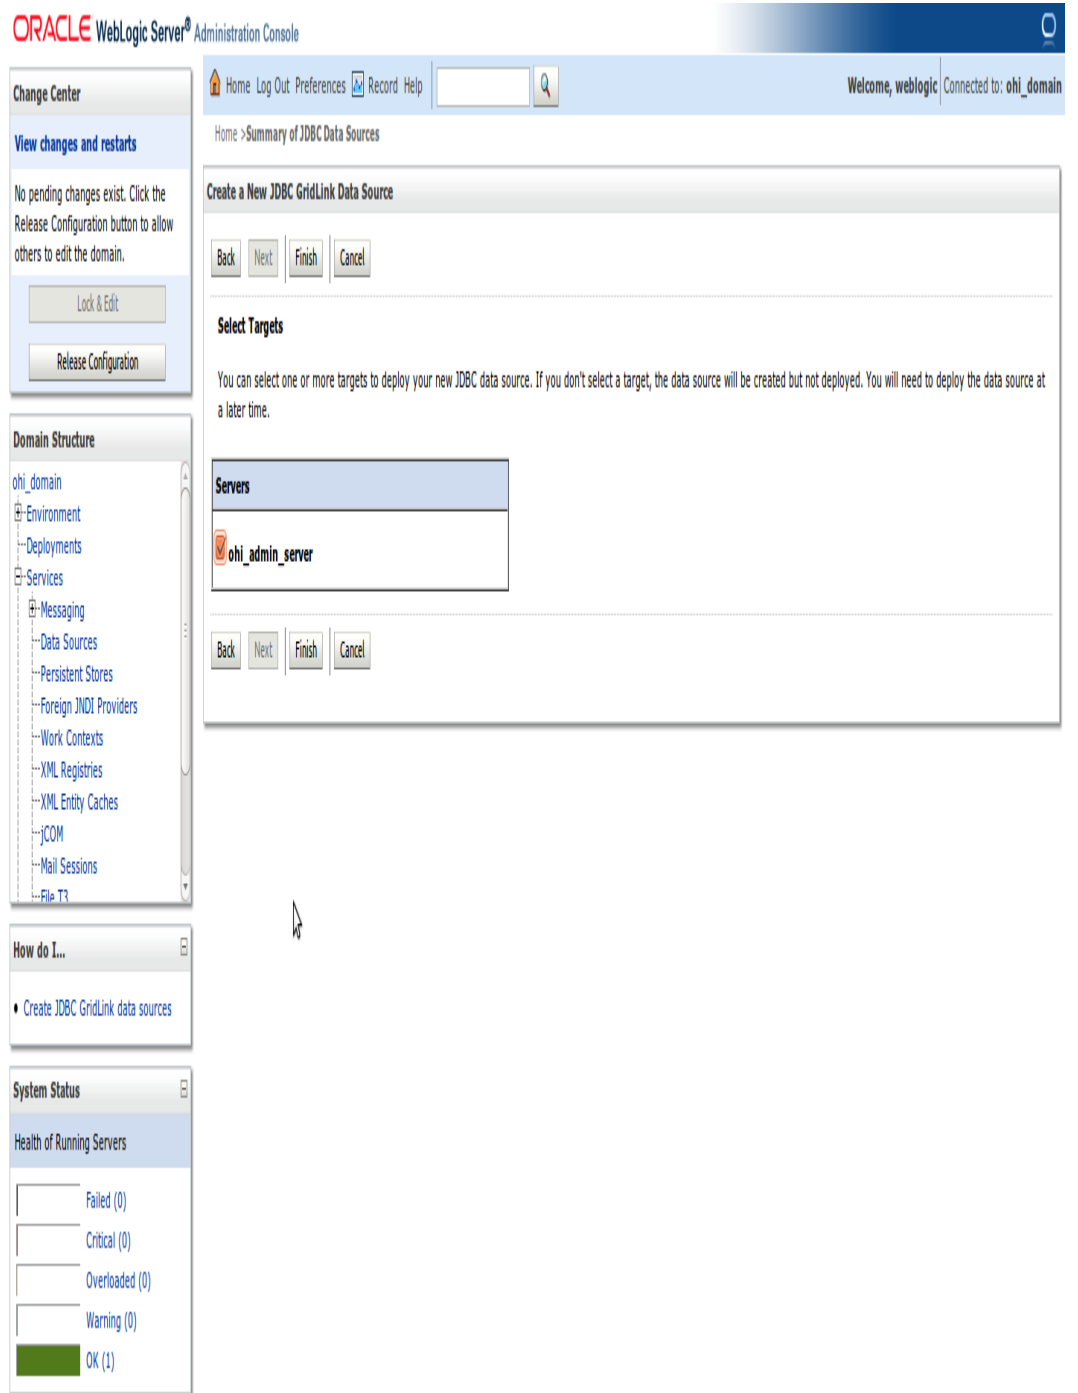 ORACLE WebLogic Server® Administration Console
Change Center
View changes and restarts
No pending changes exist. Click the
Release Configuration button to allow
others to edit the domain.
Lock & Edit
Release Configuration
Domain Structure
ohi_domain
Environment
Deployments
Services
Messaging
Data Sources
Persistent Stores
Foreign JNDI Providers
Work Contexts
XML Registries
XML Entity Caches
jCOM
Mail Sessions
File T3
How do I...
Create JDBC GridLink data sources
System Status
Health of Running Servers
Failed (0)
Critical (0)
Overloaded (0)
Warning (0)
OK (1)
Home Log Out Preferences Record Help
Welcome, weblogic Connected to: ohi_domain
Home >Summary of JDBC Data Sources
Create a New JDBC GridLink Data Source
Back Next Finish Cancel
Select Targets
You can select one or more targets to deploy your new JDBC data source. If you don't select a target, the data source will be created but not deployed. You will need to deploy the data source at
a later time.
Servers
ohi_admin_server
Back Next Finish Cancel